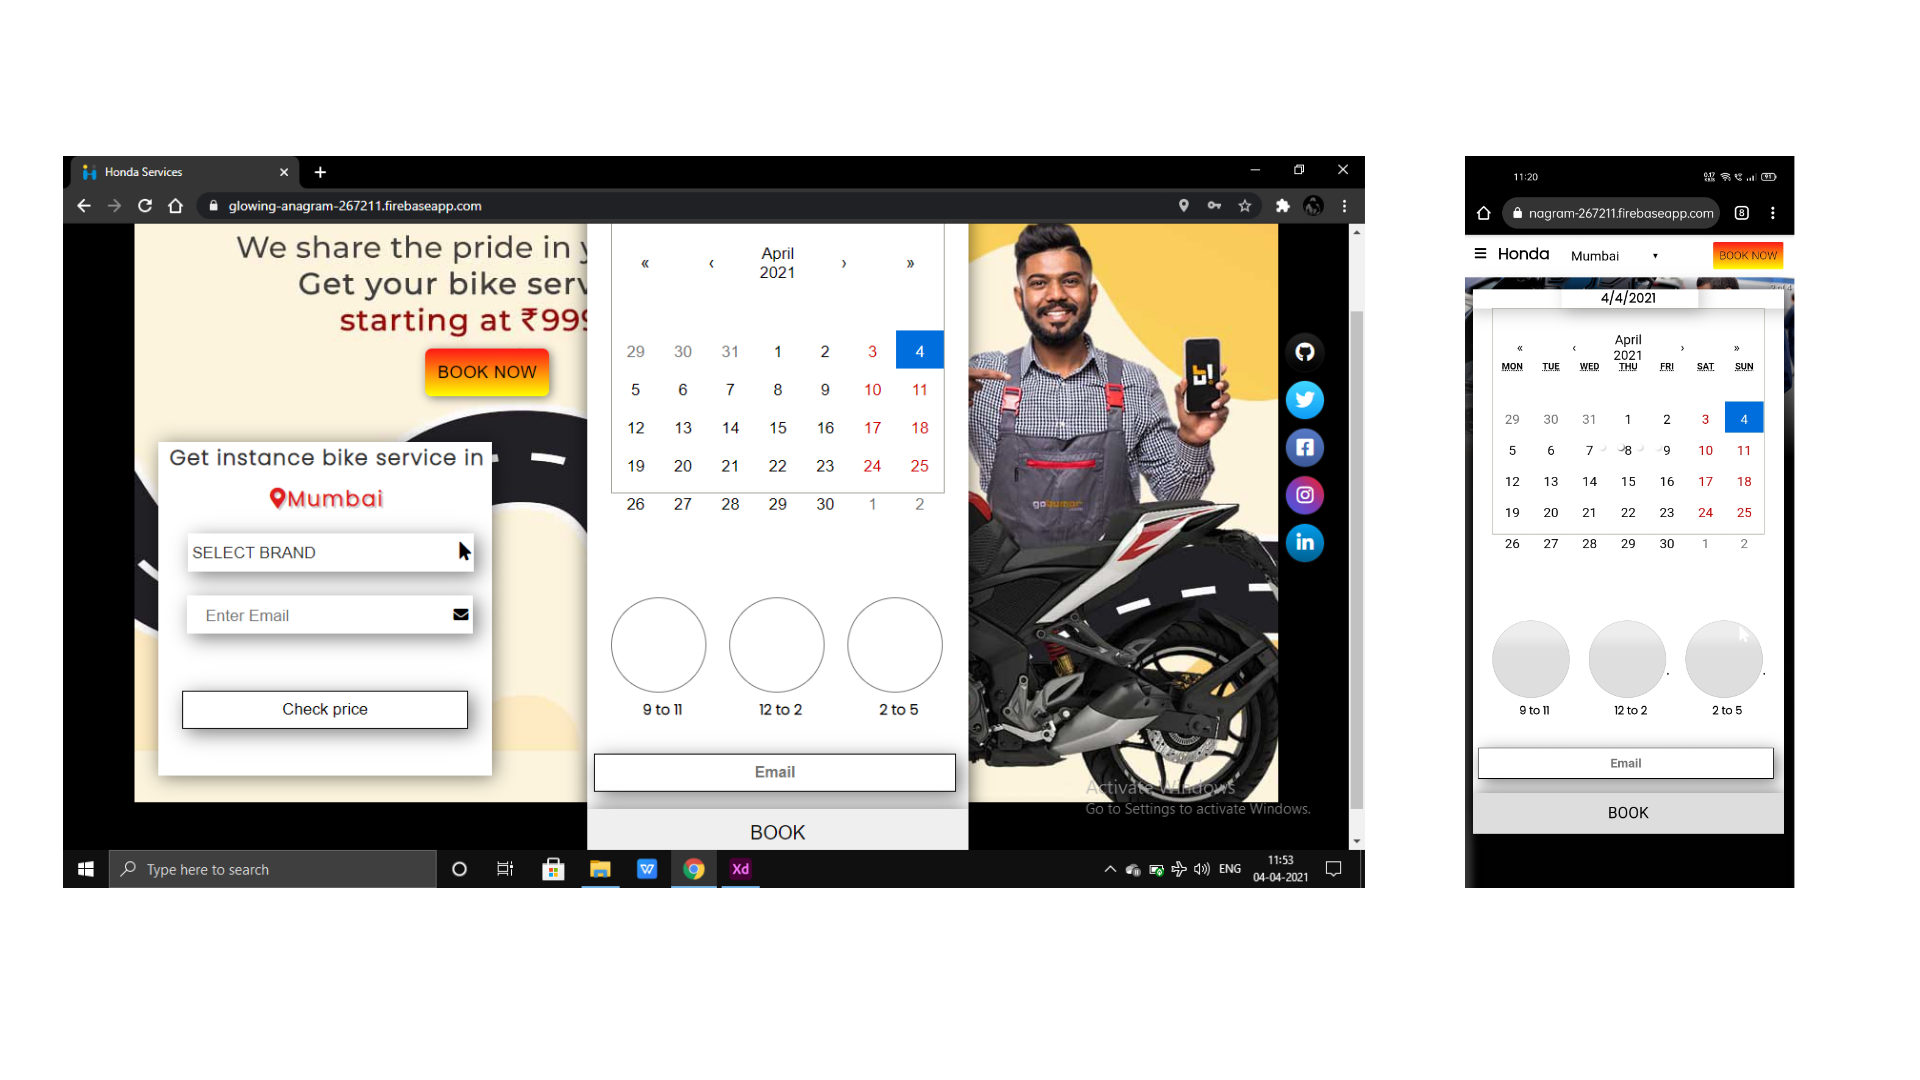 Honda Services
glowing-anagram-267211.firebaseapp.com
We share the pride in y
Get your bike serv
starting at ₹999
BOOK NOW
Get instance bike service in
Mumbai
SELECT BRAND
Enter Email
Check price
« ‹ April 2021 › »
29 30 31 1 2 3 4
5 6 7 8 9 10 11
12 13 14 15 16 17 18
19 20 21 22 23 24 25
26 27 28 29 30 1 2
9 to 11 12 to 2 2 to 5
Email
BOOK
Activate Windows
Go to Settings to activate Windows.
Type here to search
Xd
ENG
11:53
04-04-2021
11:20
91
nagram-267211.firebaseapp.com
8
Honda Mumbai BOOK NOW
4/4/2021
« ‹ April 2021 › »
MON TUE WED THU FRI SAT SUN
29 30 31 1 2 3 4
5 6 7 8 9 10 11
12 13 14 15 16 17 18
19 20 21 22 23 24 25
26 27 28 29 30 1 2
9 to 11 12 to 2 2 to 5
Email
BOOK